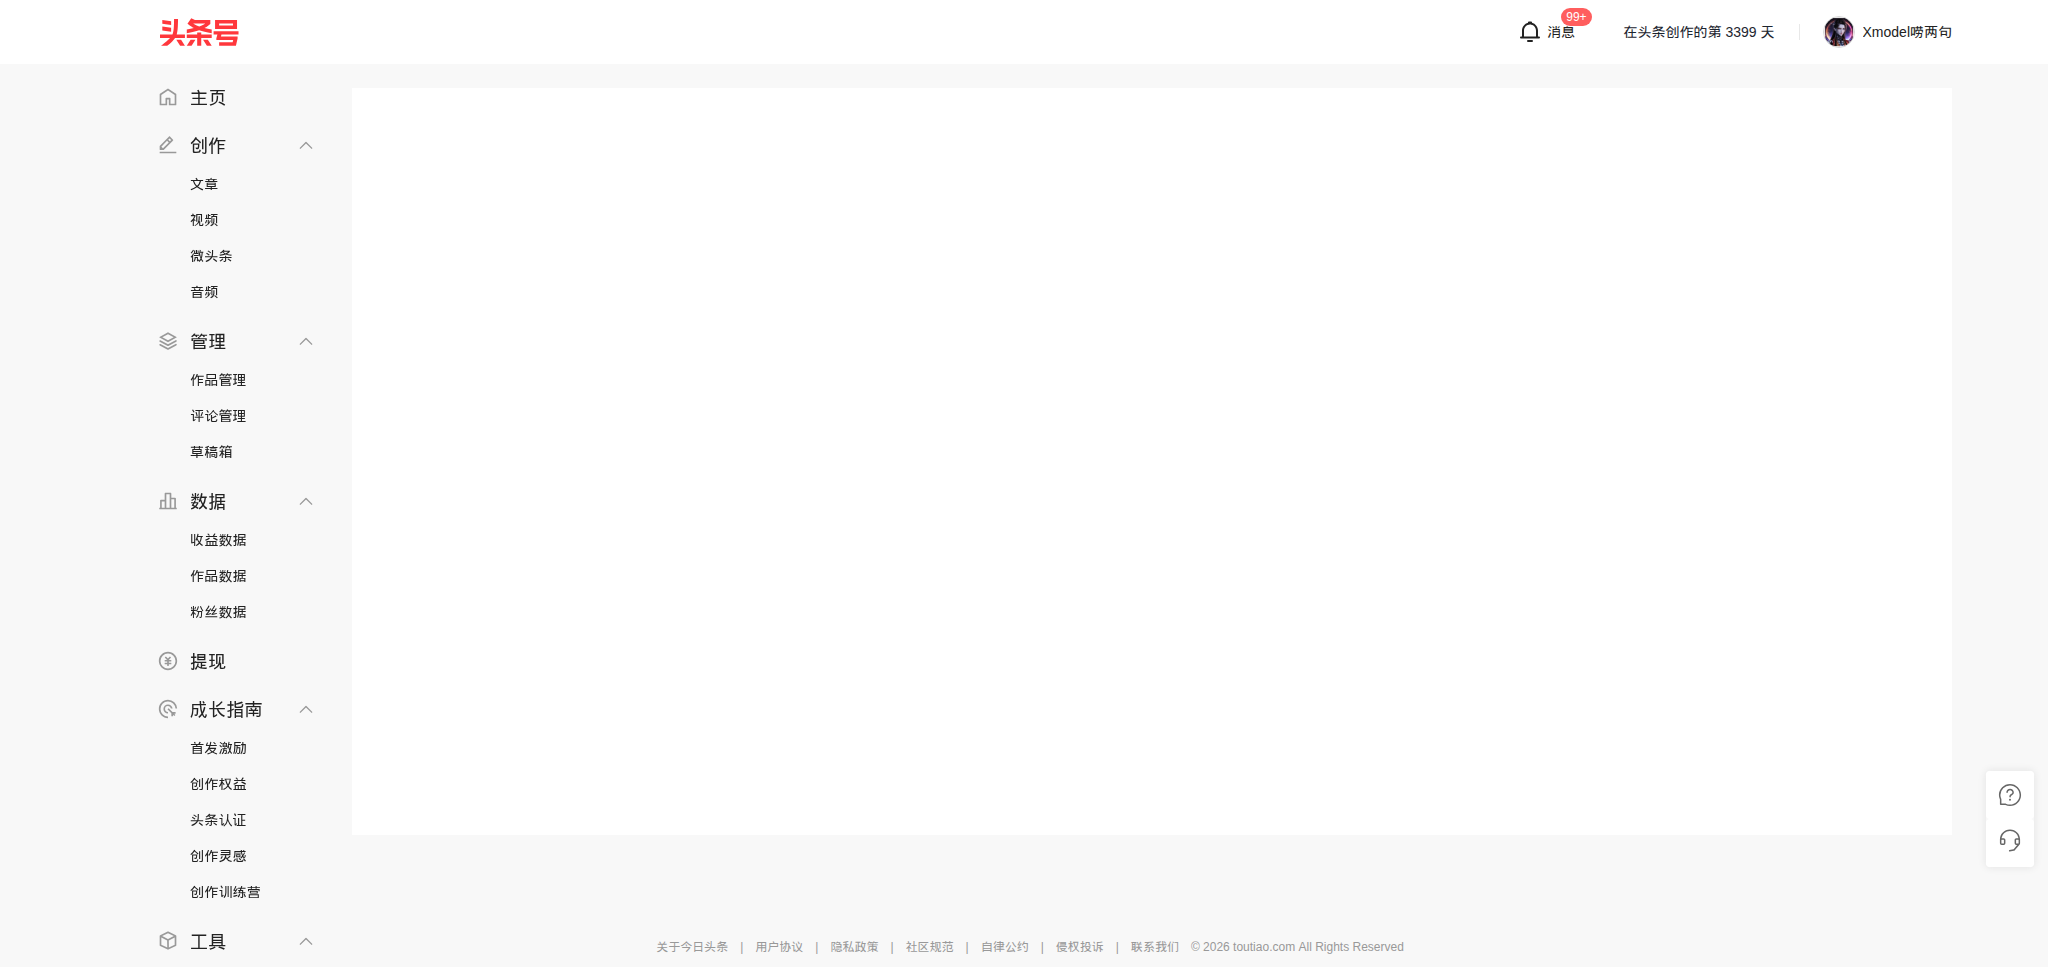 头条号
消息
99+
在头条创作的第 3399 天
Xmodel唠两句
主页
创作
文章
视频
微头条
音频
管理
作品管理
评论管理
草稿箱
数据
收益数据
作品数据
粉丝数据
提现
成长指南
首发激励
创作权益
头条认证
创作灵感
创作训练营
工具
关于今日头条 | 用户协议 | 隐私政策 | 社区规范 | 自律公约 | 侵权投诉 | 联系我们 © 2026 toutiao.com All Rights Reserved